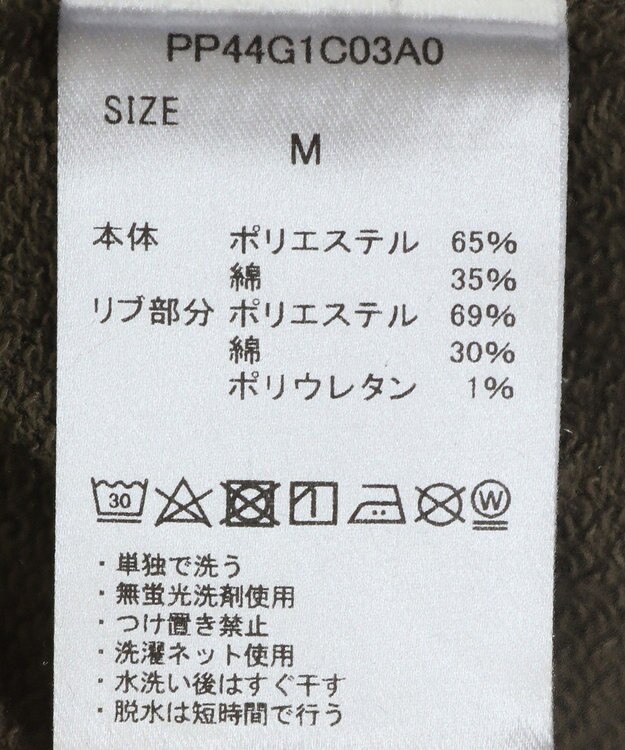 PP44G1C03A0
SIZE
M
本体 ポリエステル 65%
綿 35%
リブ部分 ポリエステル 69%
綿 30%
ポリウレタン 1%
30 W
・単独で洗う
・無蛍光洗剤使用
・つけ置き禁止
・洗濯ネット使用
・水洗い後はすぐ干す
・脱水は短時間で行う